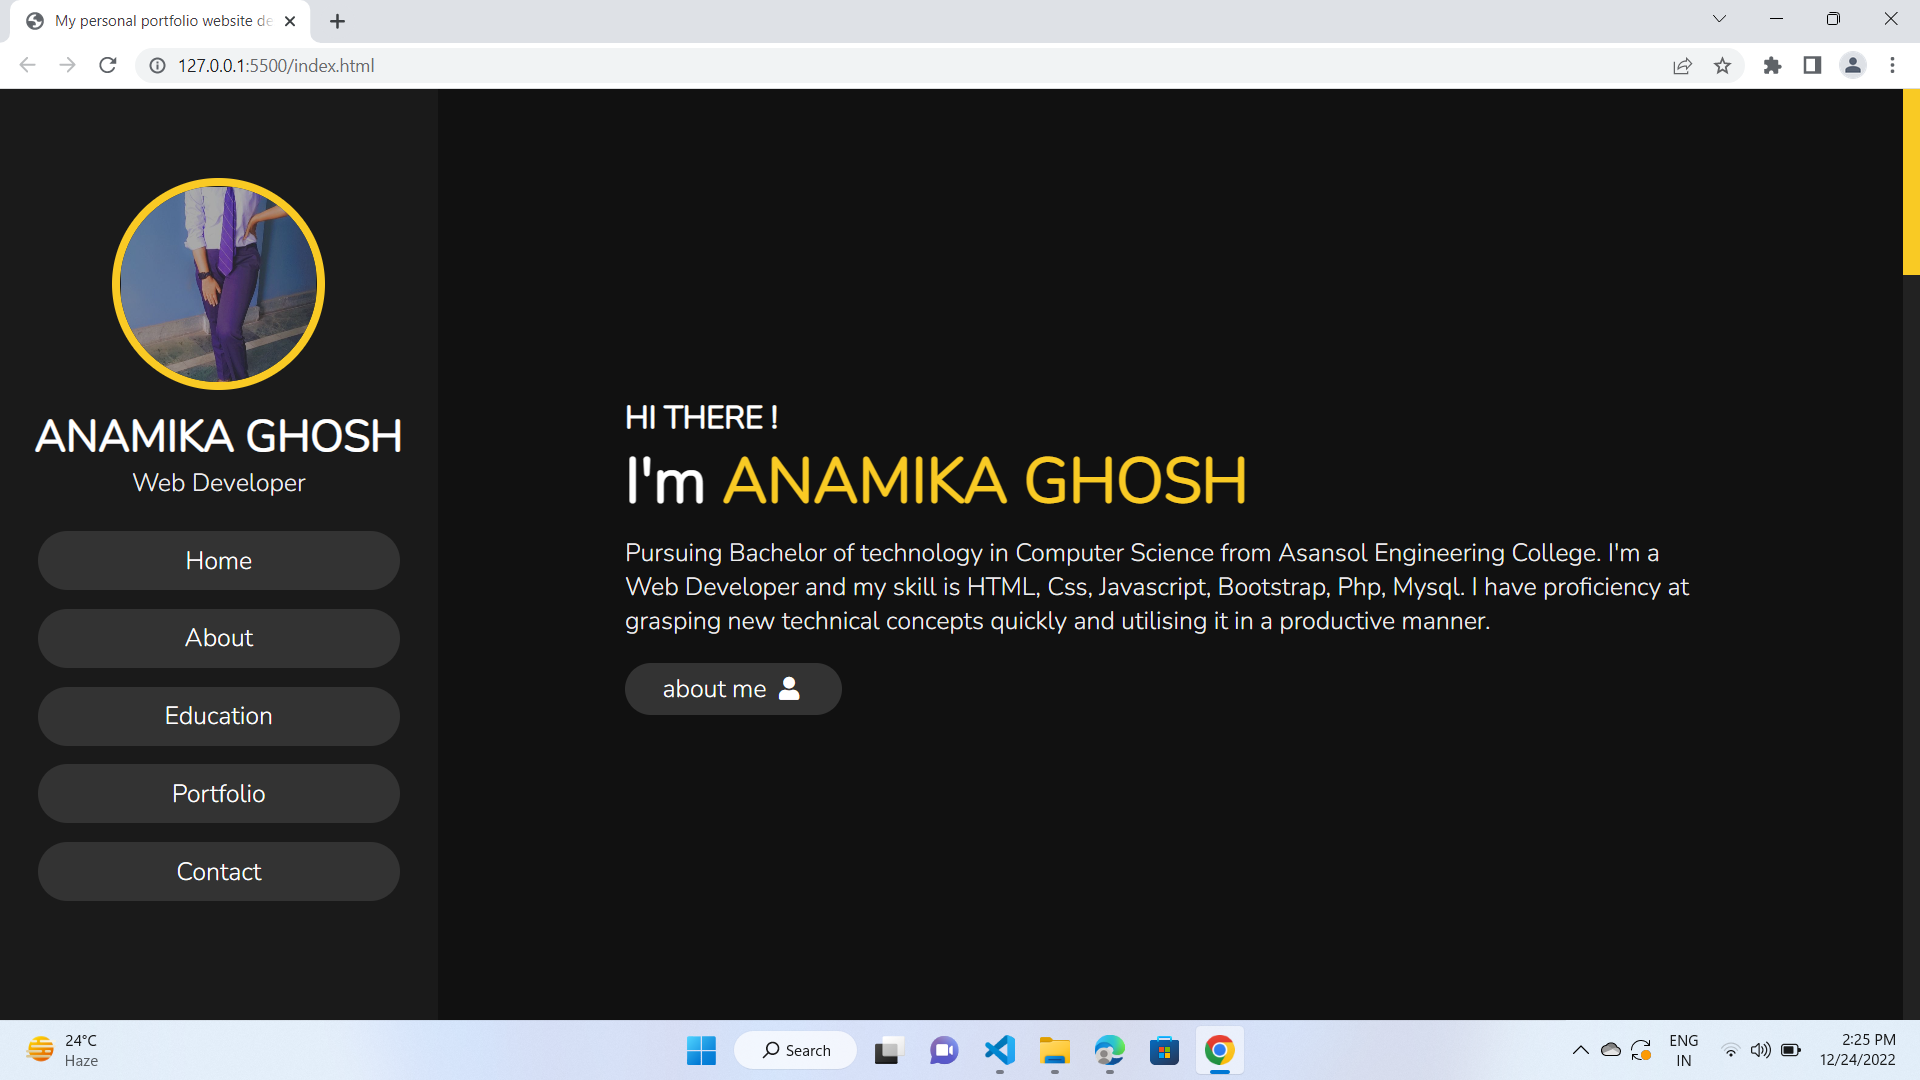 My personal portfolio website de
127.0.0.1:5500/index.html
ANAMIKA GHOSH
Web Developer
Home
About
Education
Portfolio
Contact
HI THERE !
I'm ANAMIKA GHOSH
Pursuing Bachelor of technology in Computer Science from Asansol Engineering College. I'm a
Web Developer and my skill is HTML, Css, Javascript, Bootstrap, Php, Mysql. I have proficiency at
grasping new technical concepts quickly and utilising it in a productive manner.
about me
24°C
Haze
Search
ENG
IN
2:25 PM
12/24/2022